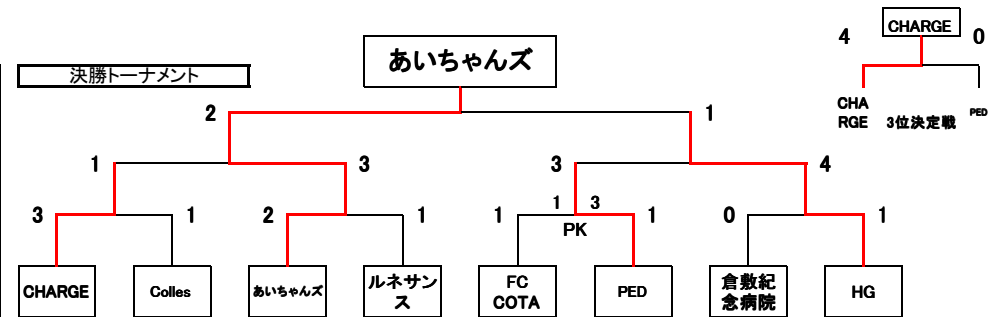 CHARGE
4 0
あいちゃんズ
決勝トーナメント
CHA
RGE
3位決定戦
PED
2 1
1 3 3 4
3 1 2 1 1 1 3 1 0 1
PK
CHARGE
Colles
あいちゃんズ
ルネサン
ス
FC
COTA
PED
倉敷紀
念病院
HG